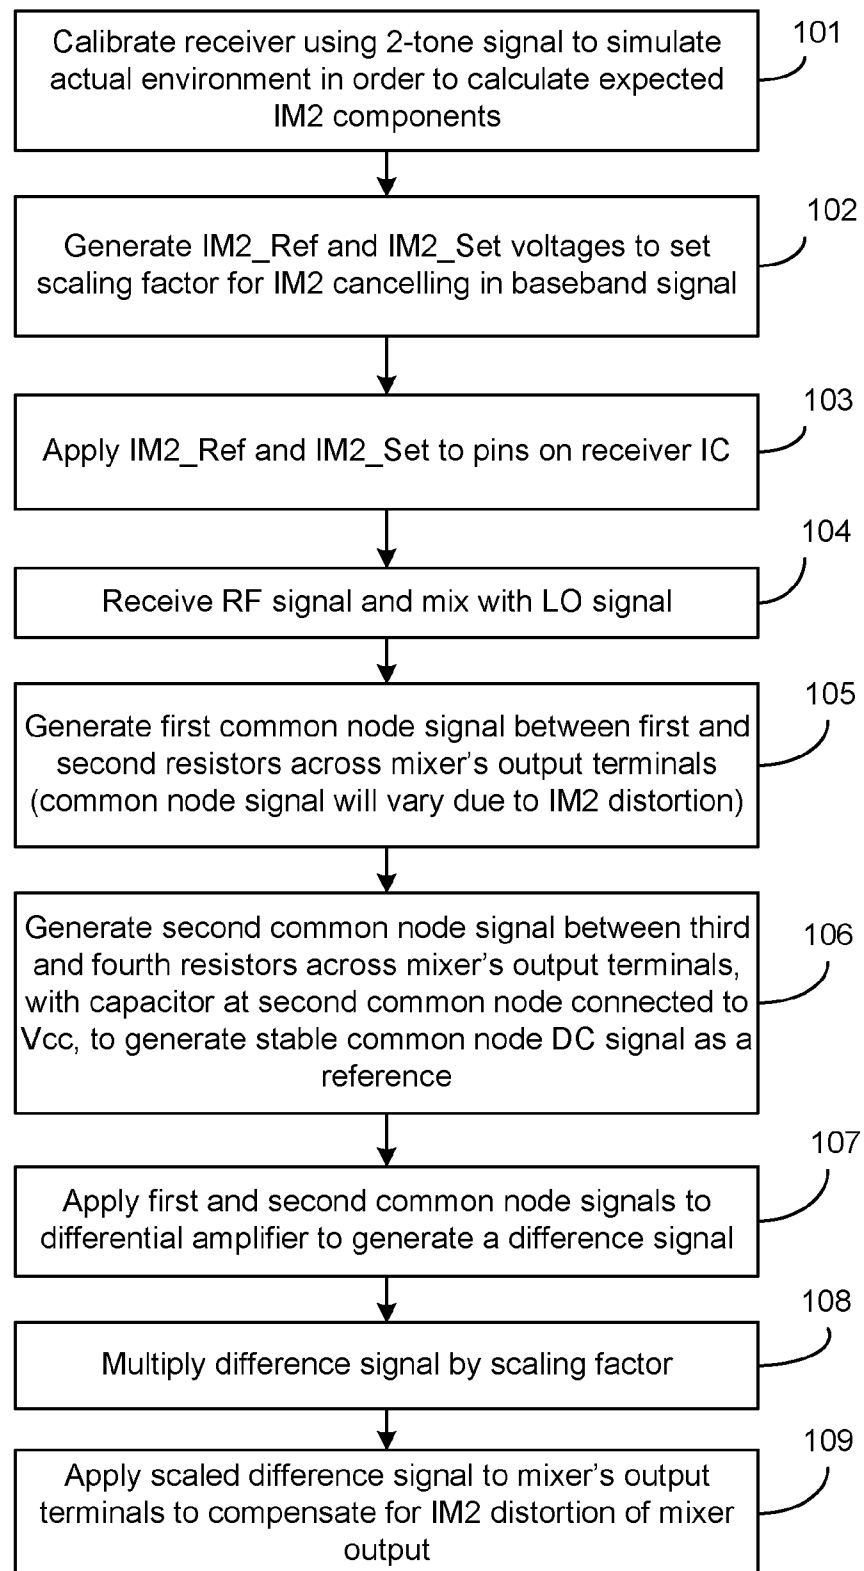 Calibrate receiver using 2-tone signal to simulate
actual environment in order to calculate expected
IM2 components
101
Generate IM2_Ref and IM2_Set voltages to set
scaling factor for IM2 cancelling in baseband signal
102
Apply IM2_Ref and IM2_Set to pins on receiver IC
103
Receive RF signal and mix with LO signal
104
Generate first common node signal between first and
second resistors across mixer's output terminals
(common node signal will vary due to IM2 distortion)
105
Generate second common node signal between third
and fourth resistors across mixer's output terminals,
with capacitor at second common node connected to
Vcc, to generate stable common node DC signal as a
reference
106
Apply first and second common node signals to
differential amplifier to generate a difference signal
107
Multiply difference signal by scaling factor
108
Apply scaled difference signal to mixer's output
terminals to compensate for IM2 distortion of mixer
output
109